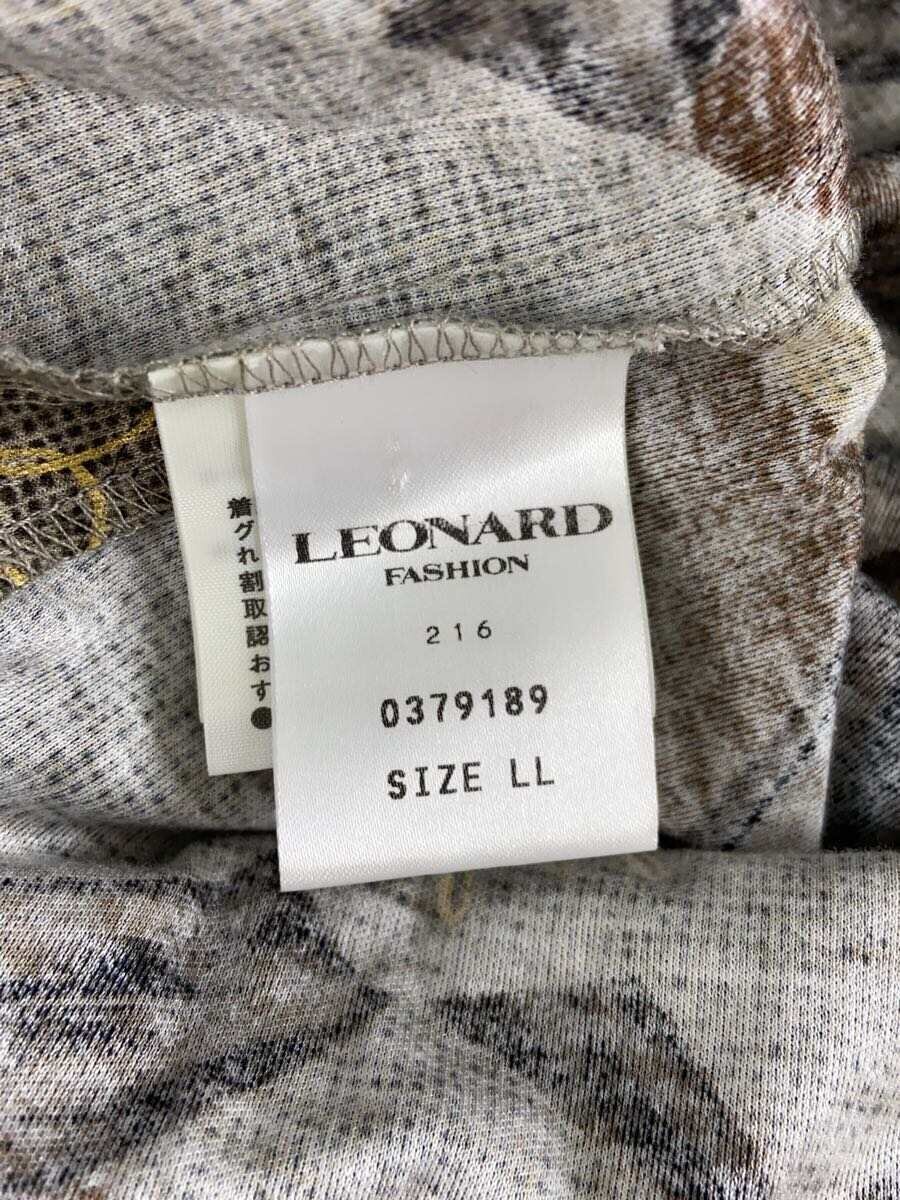 LEONARD
FASHION
216
0379189
SIZE LL
着
グ
れ
割
取
認
お
す
●